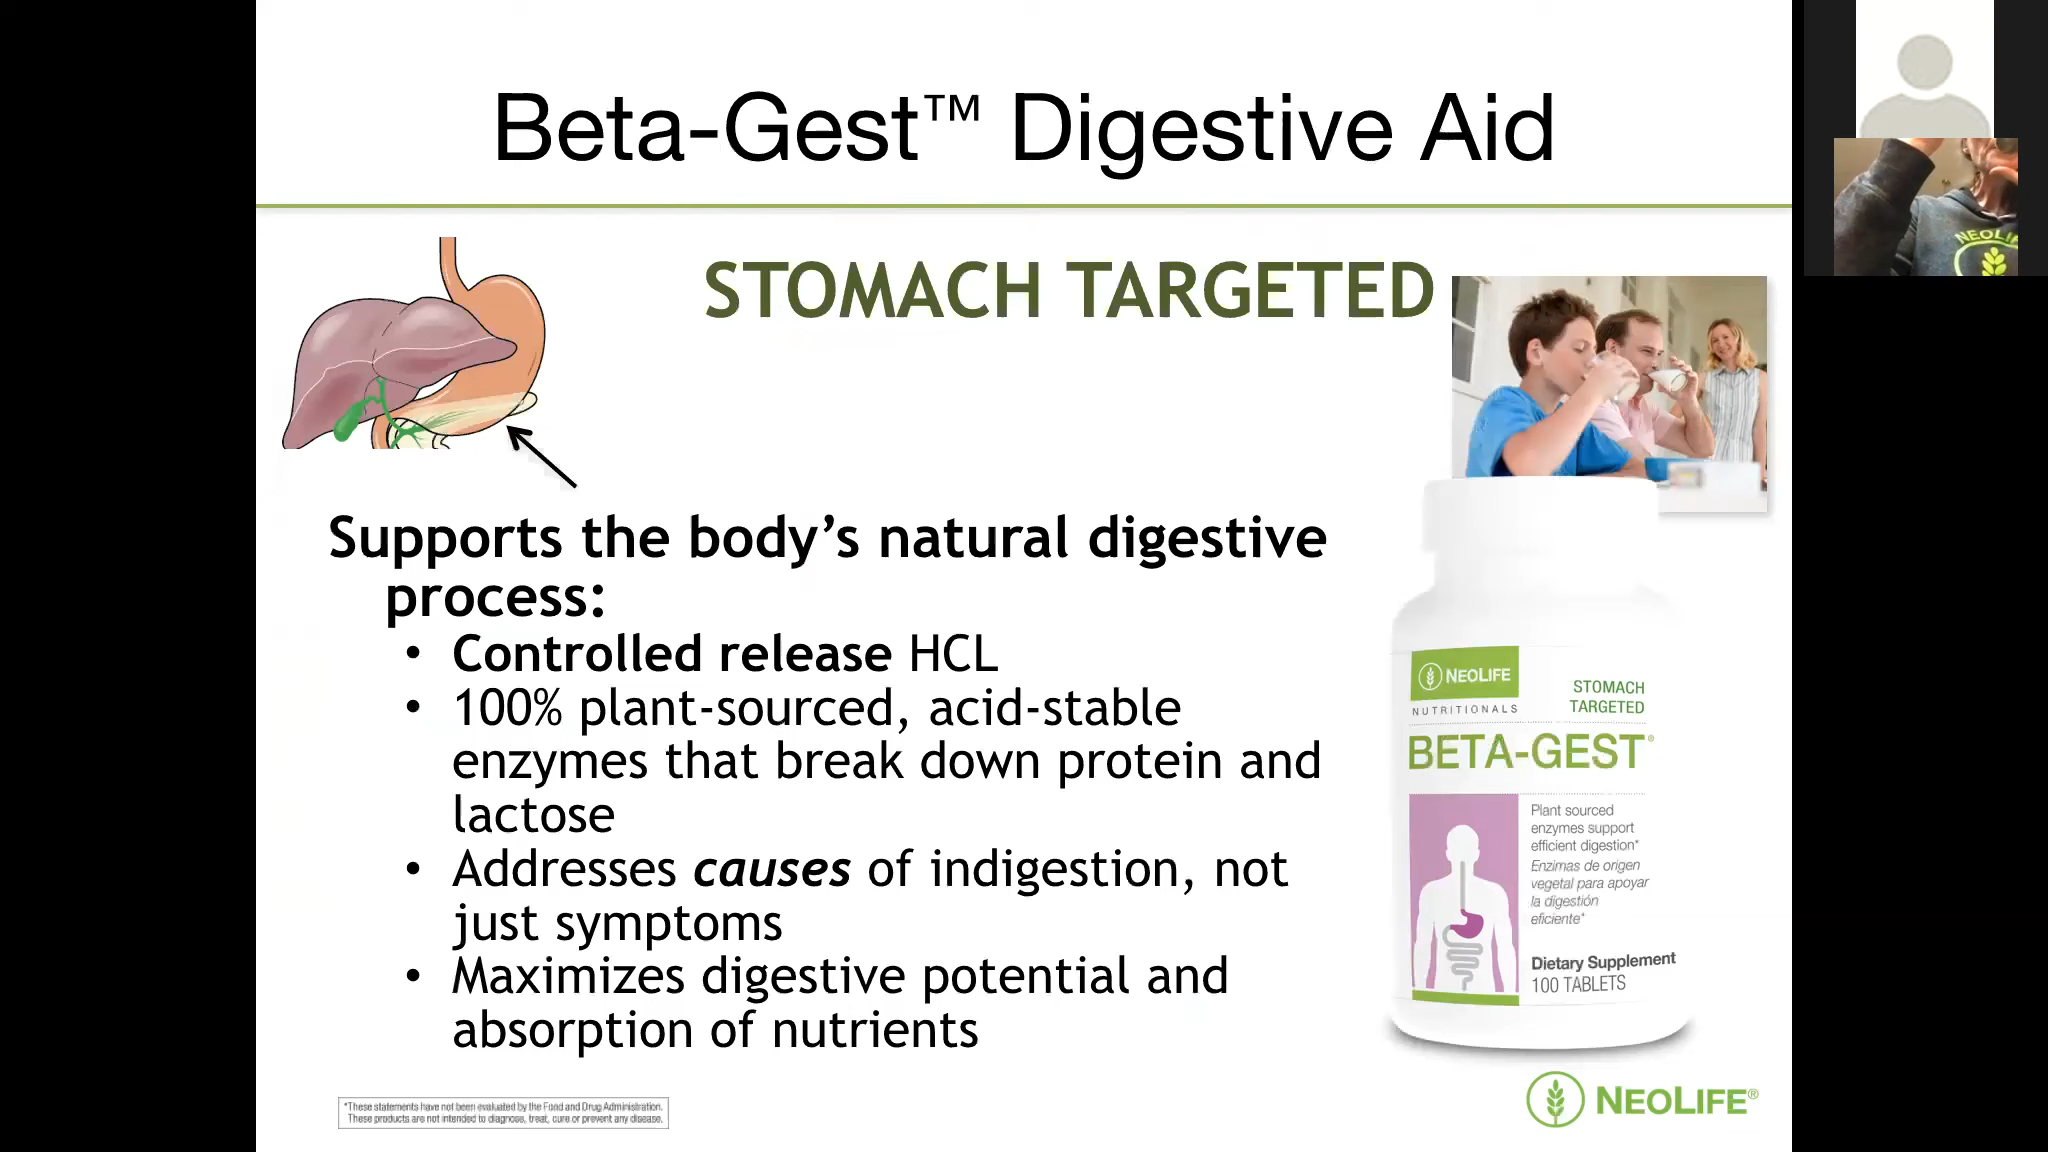 Beta-Gest™ Digestive Aid
STOMACH TARGETED
Supports the body’s natural digestive
process:
• Controlled release HCL
• 100% plant-sourced, acid-stable
enzymes that break down protein and
lactose
• Addresses causes of indigestion, not
just symptoms
• Maximizes digestive potential and
absorption of nutrients
*These statements have not been evaluated by the Food and Drug Administration.
These products are not intended to diagnose, treat, cure or prevent any disease.
NEOLIFE
NUTRITIONALS
STOMACH
TARGETED
BETA-GEST®
Plant sourced
enzymes support
efficient digestion*
Enzimas de origen
vegetal para apoyar
la digestión
eficiente*
Dietary Supplement
100 TABLETS
NEOLIFE®
NEOLIF